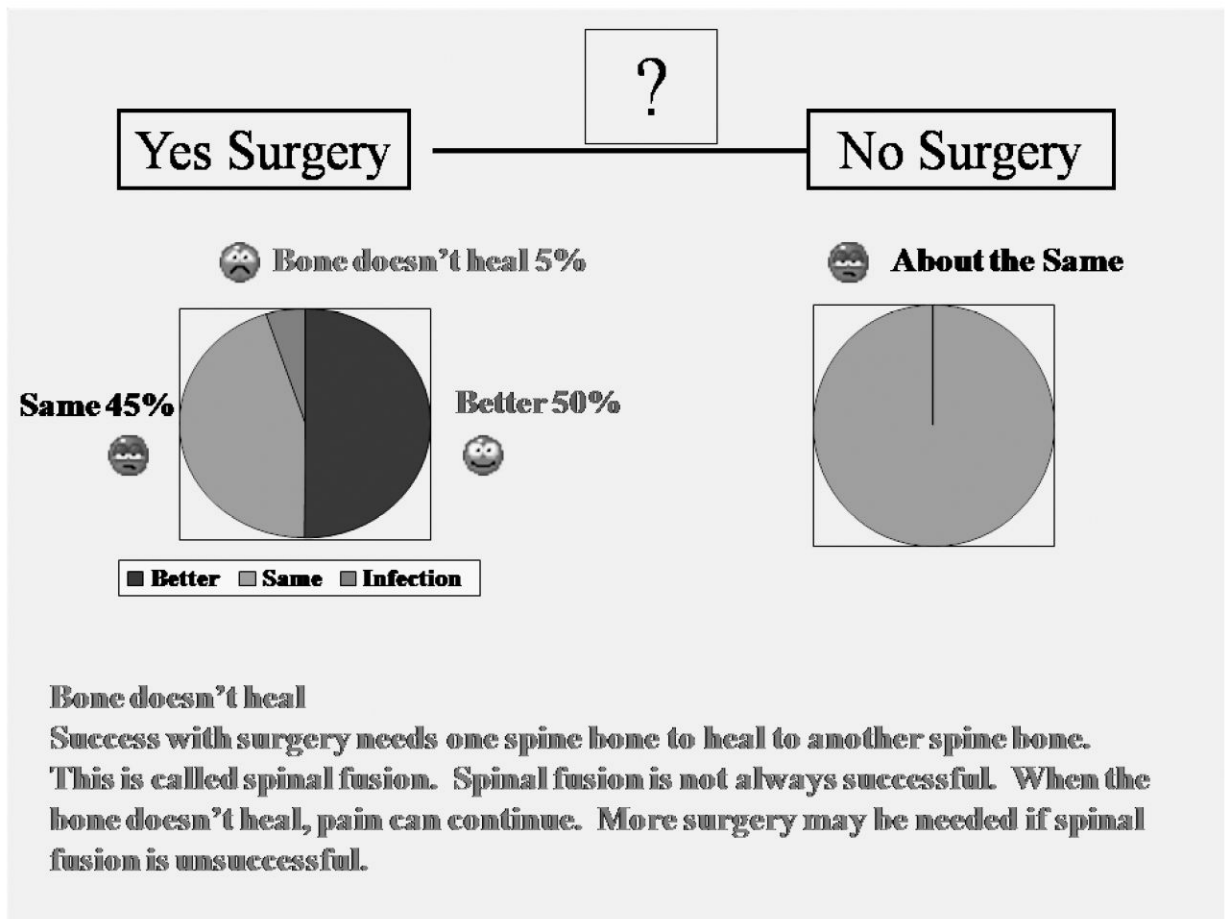 ?
Yes Surgery
No Surgery
Bone doesn't heal 5%
About the Same
Same 45%
Better 50%
Better Same Infection
Bone doesn't heal
Success with surgery needs one spine bone to heal to another spine bone.
This is called spinal fusion. Spinal fusion is not always successful. When the
bone doesn't heal, pain can continue. More surgery may be needed if spinal
fusion is unsuccessful.